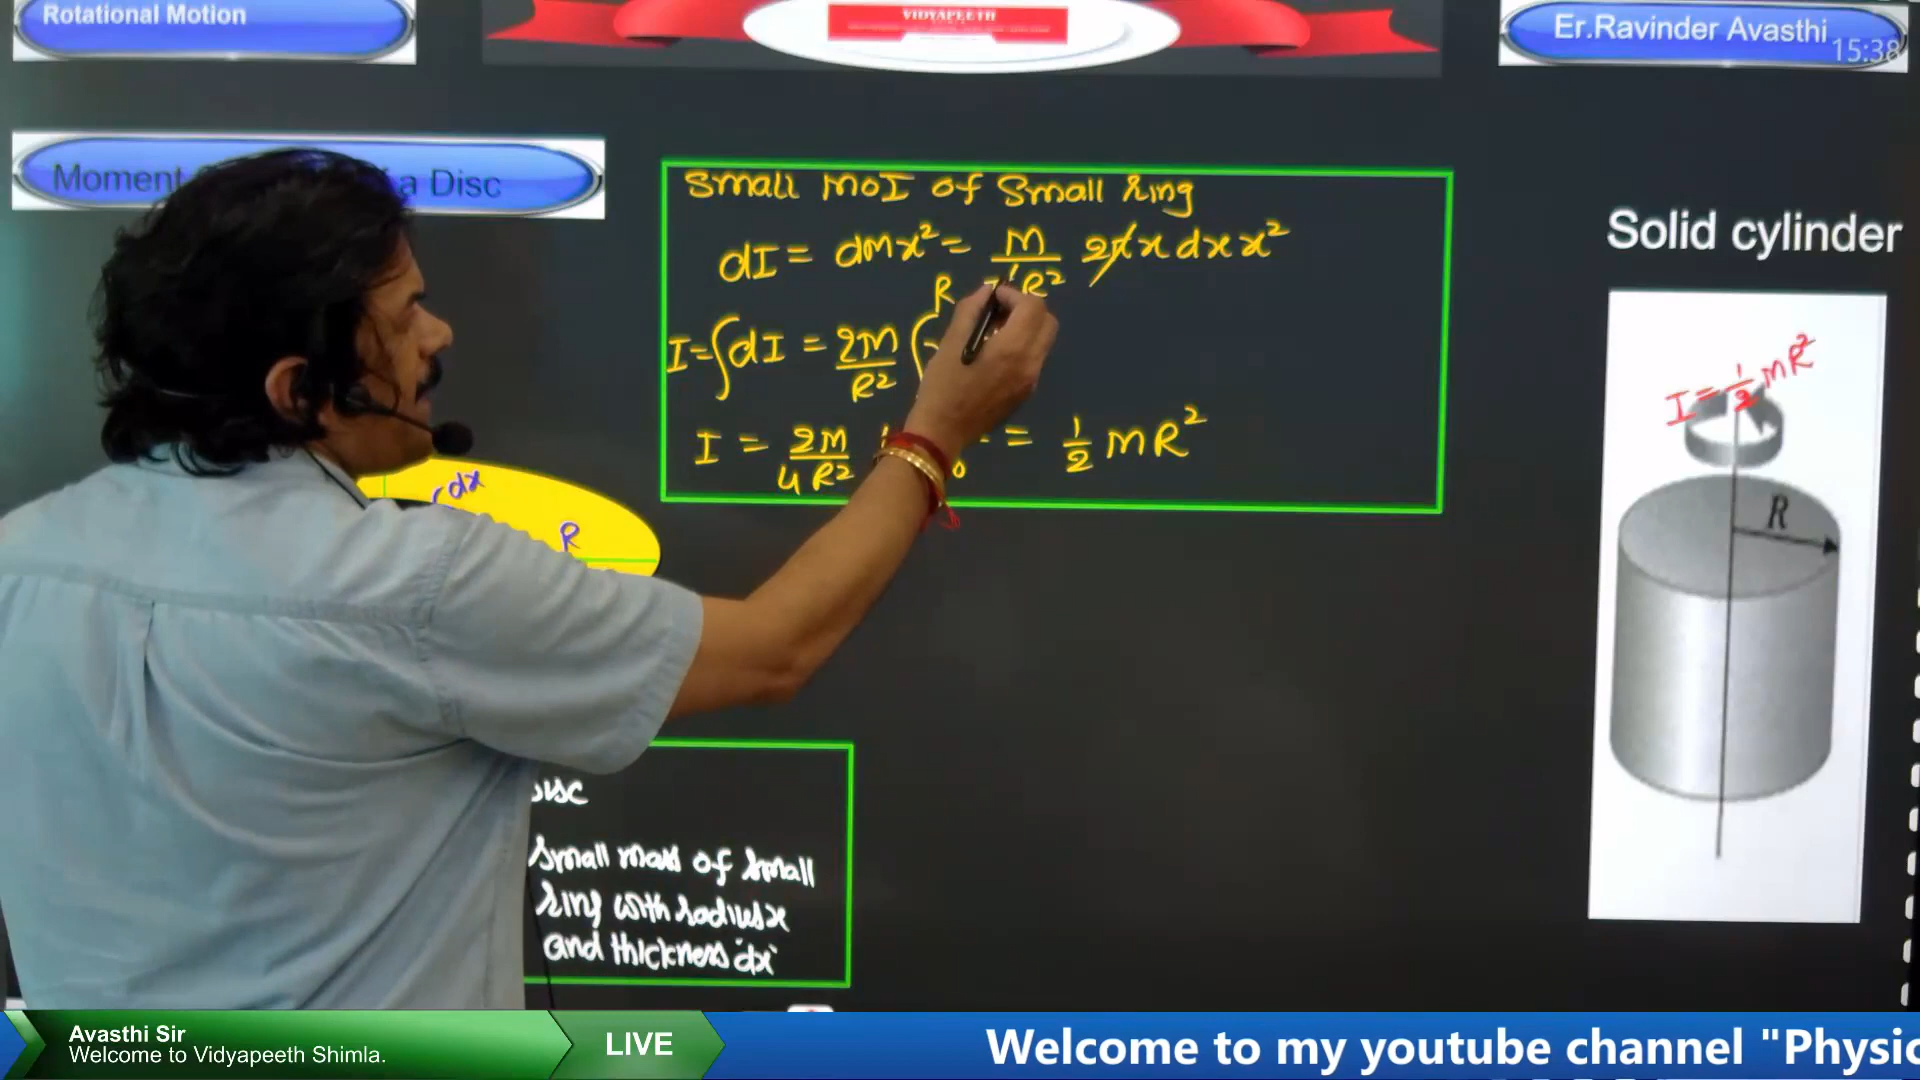 Rotational Motion
VIDYAPEETH
Er.Ravinder Avasthi
15:38
Moment a Disc
Small MOI of Small ring
dI = dMx² = M/πR² 2πx dx x²
R
I = ∫dI = 2M/R² ∫
I = 2M/4R² = 1/2 MR²
0
Solid cylinder
I = 1/2 MR²
R
dx
R
Disc
Small mass of small
ring with radius x
and thickness 'dx'
Avasthi Sir
Welcome to Vidyapeeth Shimla.
LIVE
Welcome to my youtube channel "Physic